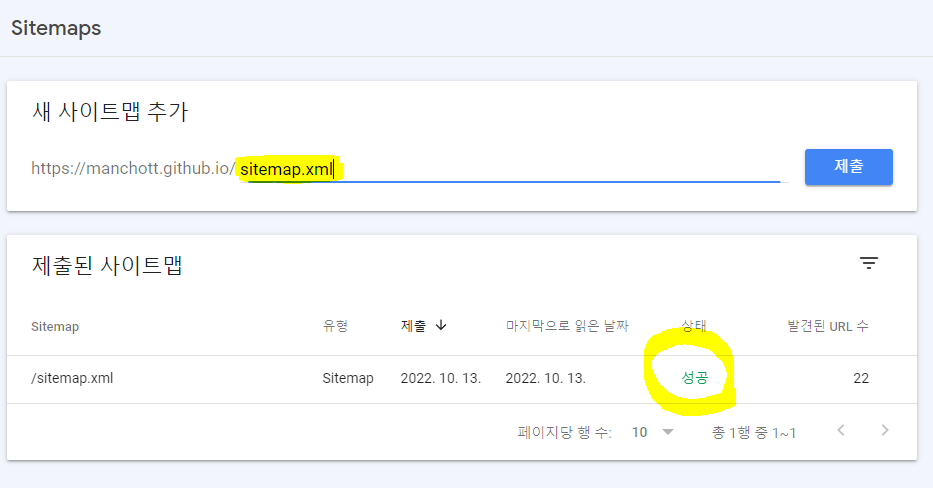 Sitemaps
새 사이트맵 추가
https://manchott.github.io/ sitemap.xml 제출
제출된 사이트맵
Sitemap 유형 제출 마지막으로 읽은 날짜 상태 발견된 URL 수
/sitemap.xml Sitemap 2022. 10. 13. 2022. 10. 13. 성공 22
페이지당 행 수: 10 총 1행 중 1~1